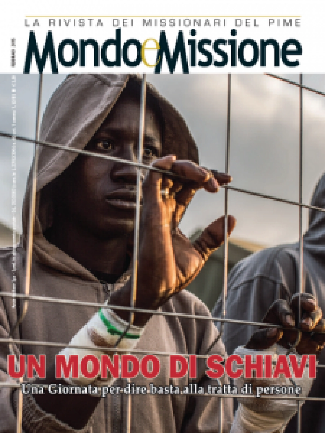 LA RIVISTA DEI MISSIONARI DEL PIME
MondoeMissione
UN MONDO DI SCHIAVI
Una Giornata per dire basta alla tratta di persone